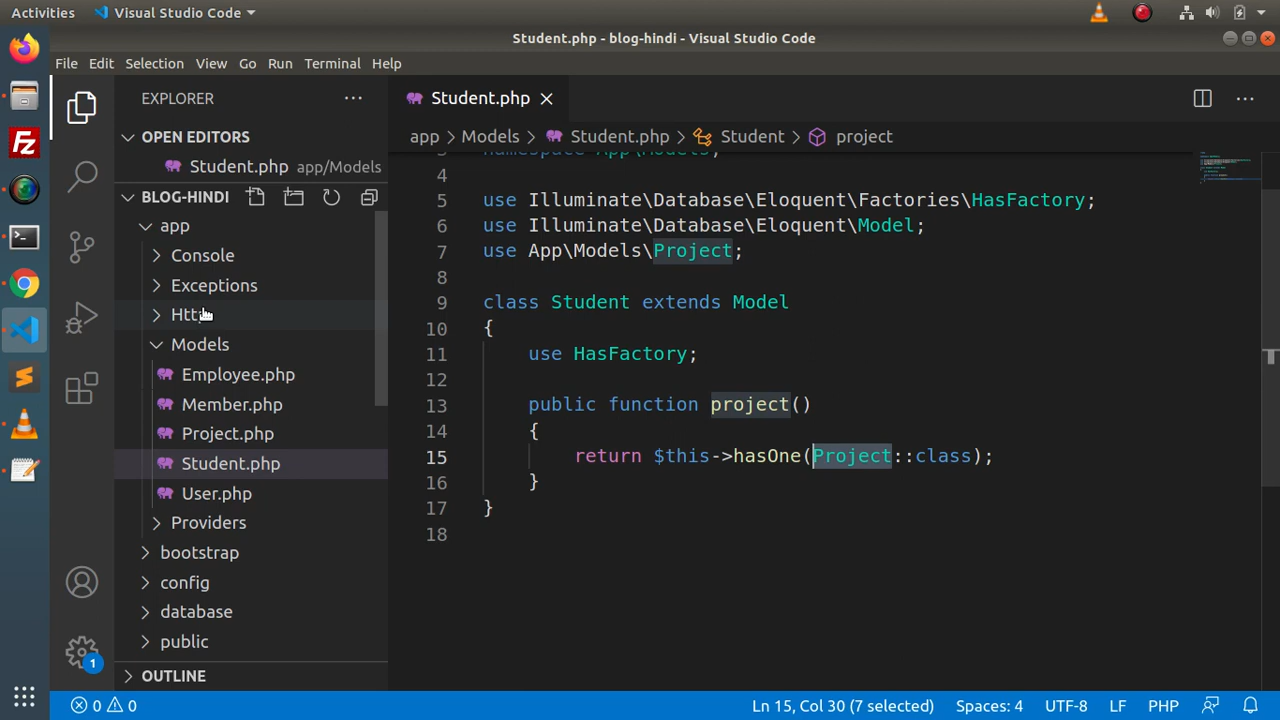 Activities
Visual Studio Code
Student.php - blog-hindi - Visual Studio Code
File Edit Selection View Go Run Terminal Help
EXPLORER
OPEN EDITORS
Student.php app/Models
BLOG-HINDI
app
Console
Exceptions
Http
Models
Employee.php
Member.php
Project.php
Student.php
User.php
Providers
bootstrap
config
database
public
OUTLINE
Student.php
app > Models > Student.php > Student > project
3 namespace App\Models;
4
5 use Illuminate\Database\Eloquent\Factories\HasFactory;
6 use Illuminate\Database\Eloquent\Model;
7 use App\Models\Project;
8
9 class Student extends Model
10 {
11 use HasFactory;
12
13 public function project()
14 {
15 return $this->hasOne(Project::class);
16 }
17 }
18
1
0 0
Ln 15, Col 30 (7 selected) Spaces: 4 UTF-8 LF PHP